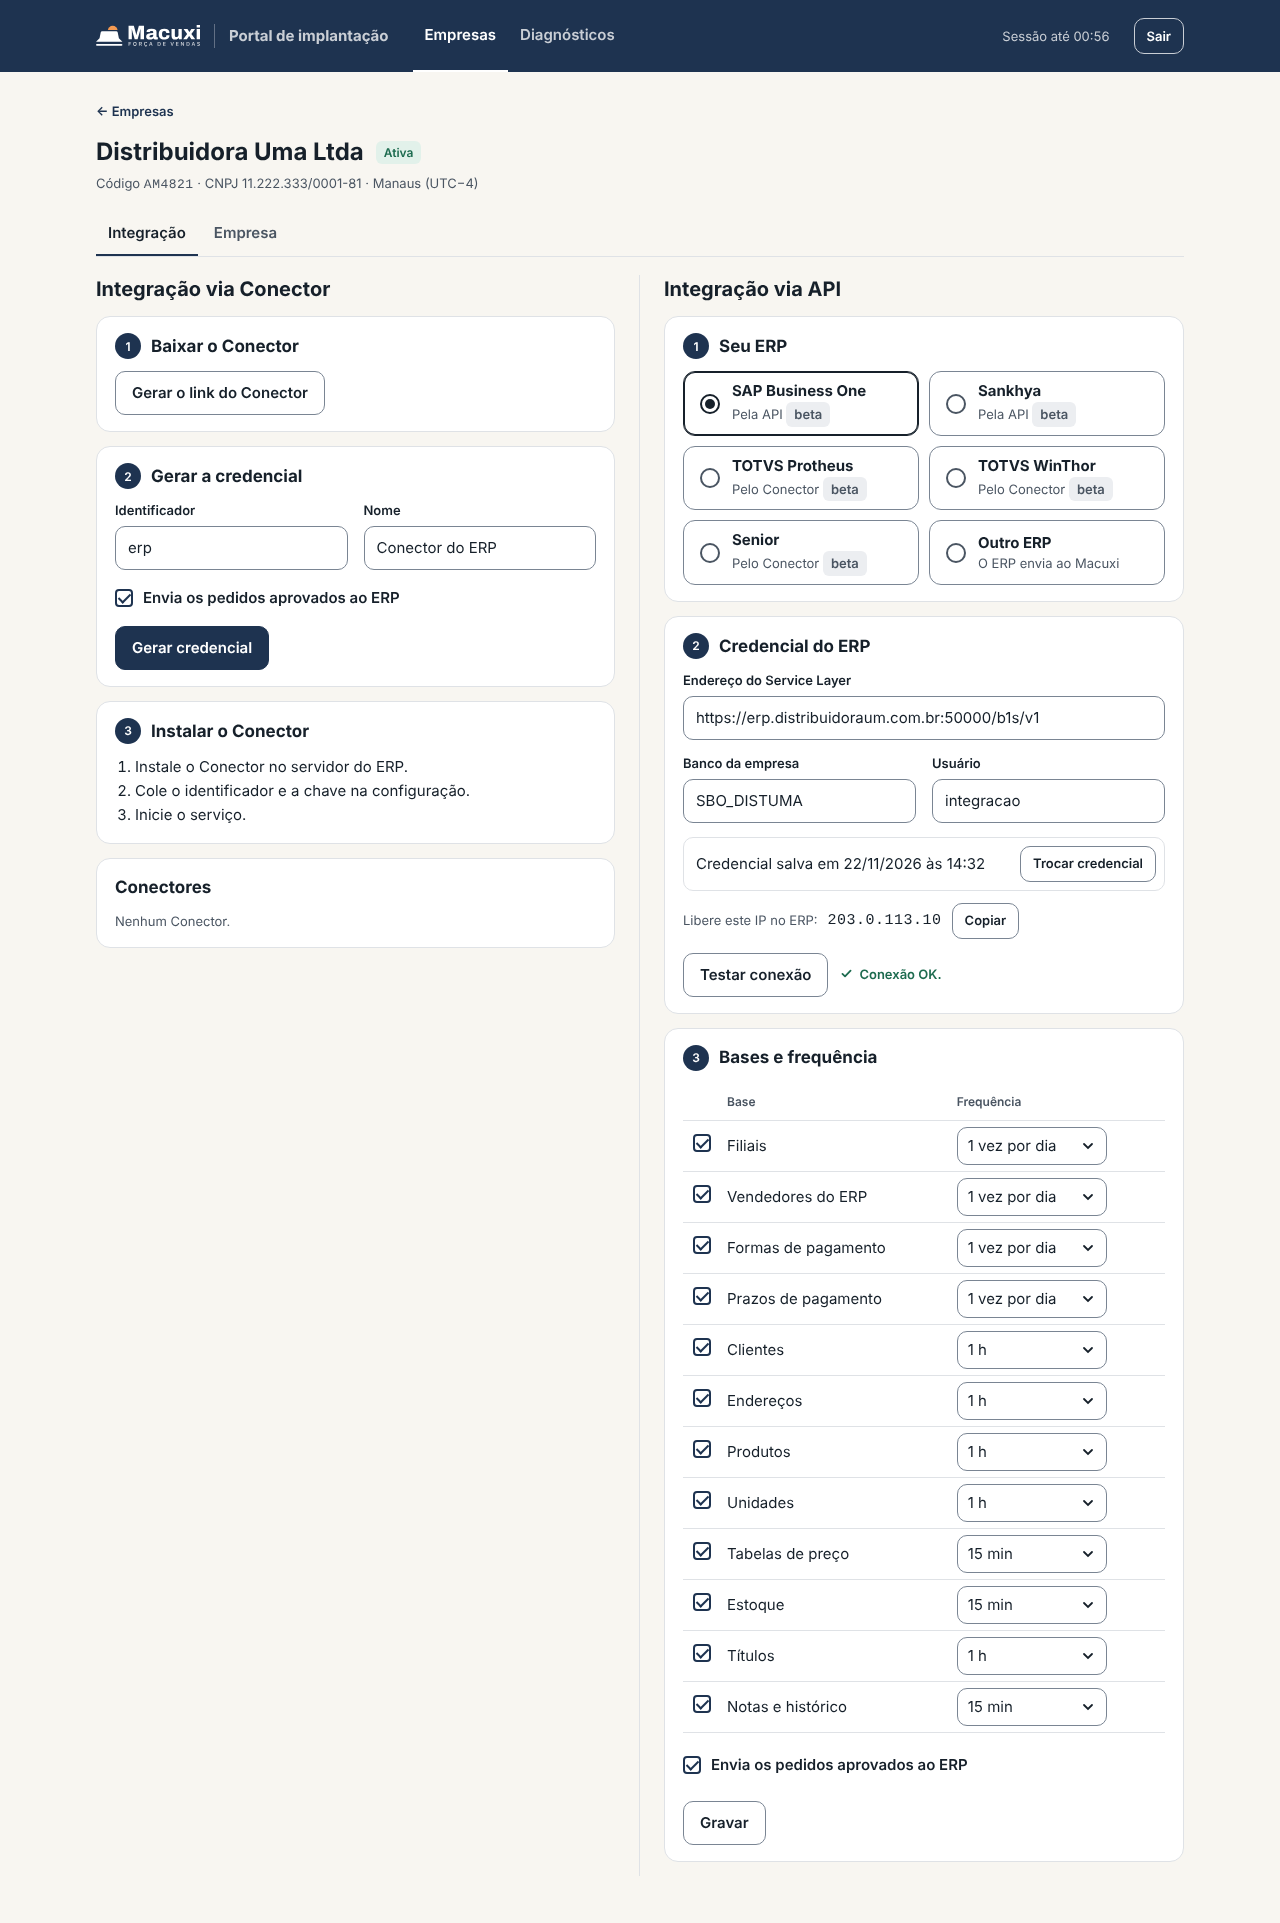 Macuxi
FORÇA DE VENDAS
Portal de implantação
Empresas
Diagnósticos
Sessão até 00:56
Sair
← Empresas
Distribuidora Uma Ltda
Ativa
Código AM4821 · CNPJ 11.222.333/0001-81 · Manaus (UTC−4)
Integração
Empresa
Integração via Conector
1 Baixar o Conector
Gerar o link do Conector
2 Gerar a credencial
Identificador
Nome
erp
Conector do ERP
Envia os pedidos aprovados ao ERP
Gerar credencial
3 Instalar o Conector
1. Instale o Conector no servidor do ERP.
2. Cole o identificador e a chave na configuração.
3. Inicie o serviço.
Conectores
Nenhum Conector.
Integração via API
1 Seu ERP
SAP Business One
Pela API beta
Sankhya
Pela API beta
TOTVS Protheus
Pelo Conector beta
TOTVS WinThor
Pelo Conector beta
Senior
Pelo Conector beta
Outro ERP
O ERP envia ao Macuxi
2 Credencial do ERP
Endereço do Service Layer
https://erp.distribuidoraum.com.br:50000/b1s/v1
Banco da empresa
Usuário
SBO_DISTUMA
integracao
Credencial salva em 22/11/2026 às 14:32
Trocar credencial
Libere este IP no ERP: 203.0.113.10
Copiar
Testar conexão
Conexão OK.
3 Bases e frequência
Base
Frequência
Filiais
1 vez por dia
Vendedores do ERP
1 vez por dia
Formas de pagamento
1 vez por dia
Prazos de pagamento
1 vez por dia
Clientes
1 h
Endereços
1 h
Produtos
1 h
Unidades
1 h
Tabelas de preço
15 min
Estoque
15 min
Títulos
1 h
Notas e histórico
15 min
Envia os pedidos aprovados ao ERP
Gravar